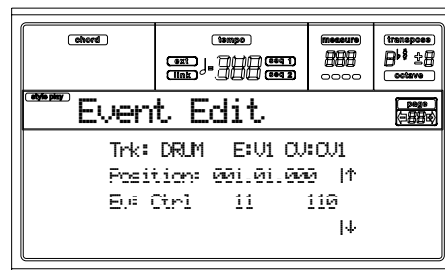 chord tempo measure transpose
ext seq 1
link seq 2
octave
style play page
Event Edit
Trk: DRUM E:V1 CV:CV1
Position: 001.01.000
Ev: Ctrl 11 110